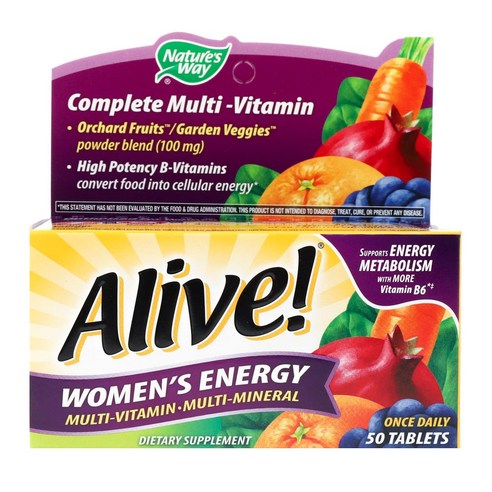 Nature's
Way
Complete Multi -Vitamin
• Orchard Fruits™/Garden Veggies™
powder blend (100 mg)
• High Potency B-Vitamins
convert food into cellular energy*
*THIS STATEMENT HAS NOT BEEN EVALUATED BY THE FOOD & DRUG ADMINISTRATION. THIS PRODUCT IS NOT INTENDED TO DIAGNOSE, TREAT, CURE, OR PREVENT ANY DISEASE.
Alive!®
SUPPORTS ENERGY
METABOLISM
WITH MORE
Vitamin B6*‡
WOMEN'S ENERGY
MULTI-VITAMIN·MULTI-MINERAL
DIETARY SUPPLEMENT
ONCE DAILY
50 TABLETS